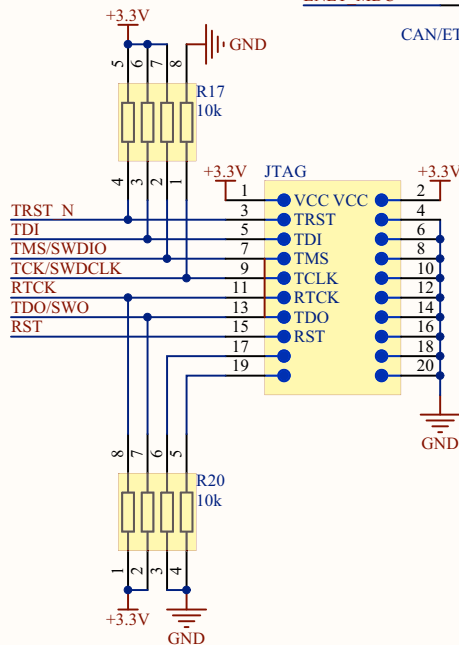 ENET_MDC
+3.3V
CAN/ET
GND
5 6 7 8
R17
10k
4 3 2 1
+3.3V
JTAG
+3.3V
1 VCC VCC 2
TRST_N 3 TRST 4
TDI 5 TDI 6
TMS/SWDIO 7 TMS 8
TCK/SWDCLK 9 TCLK 10
RTCK 11 RTCK 12
TDO/SWO 13 TDO 14
RST 15 RST 16
17 18
19 20
GND
8 7 6 5
R20
10k
1 2 3 4
+3.3V
GND